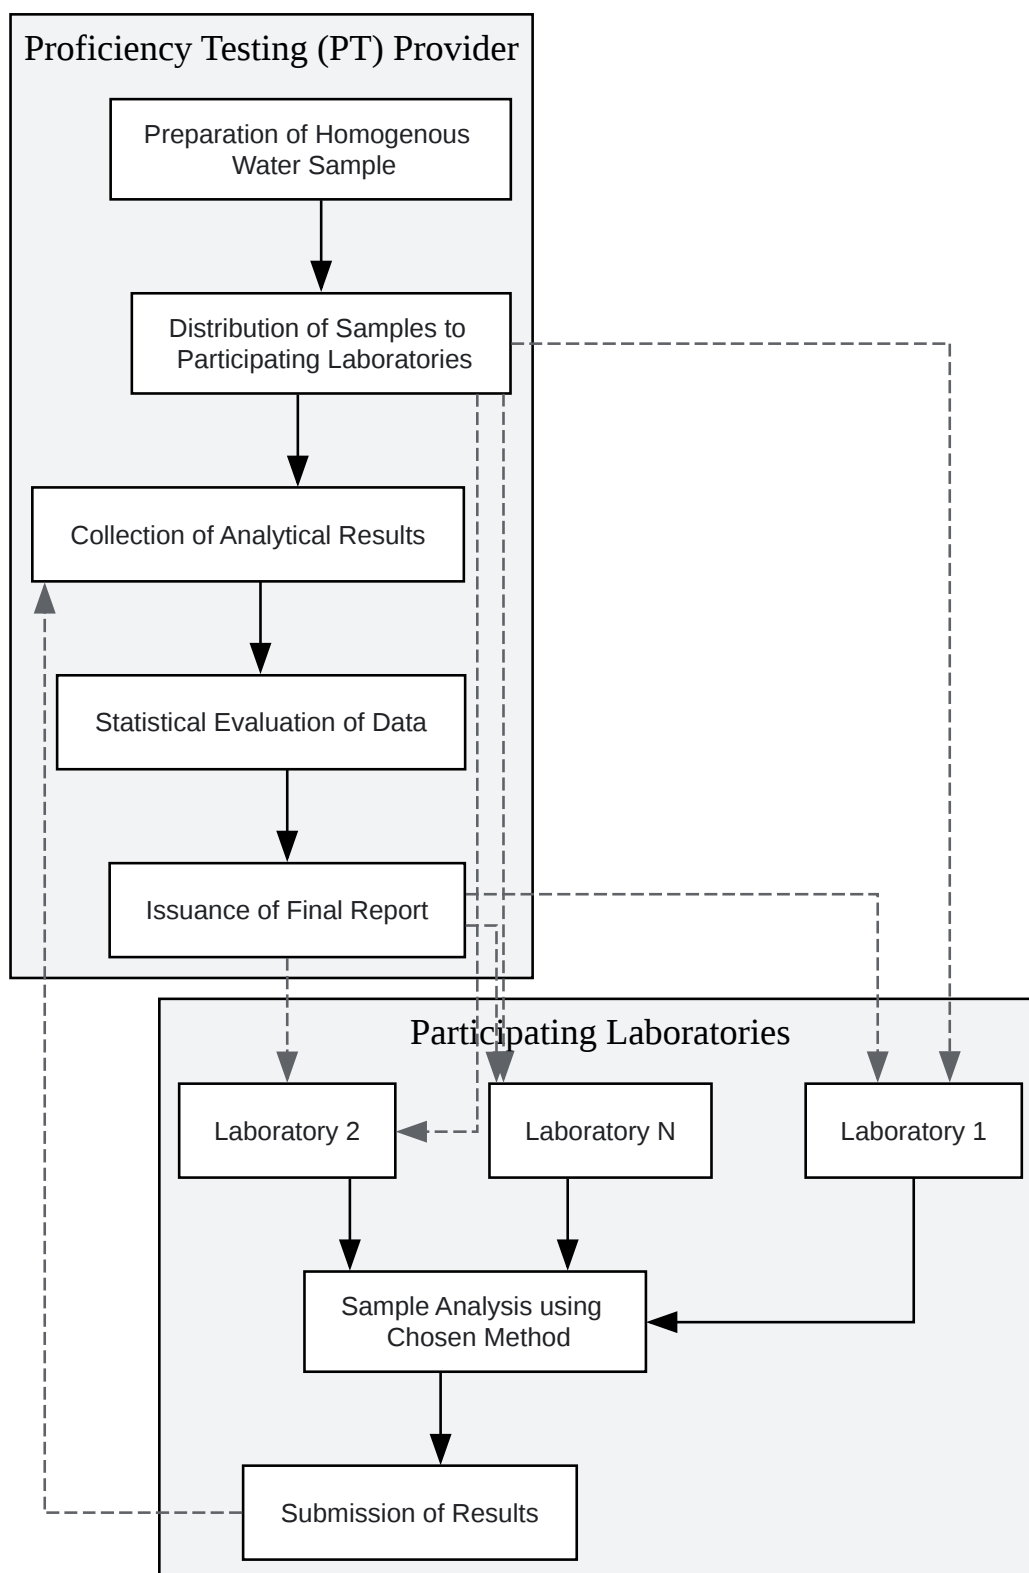 Proficiency Testing (PT) Provider
Preparation of Homogenous
Water Sample
Distribution of Samples to
Participating Laboratories
Collection of Analytical Results
Statistical Evaluation of Data
Issuance of Final Report
Participating Laboratories
Laboratory 2
Laboratory N
Laboratory 1
Sample Analysis using
Chosen Method
Submission of Results